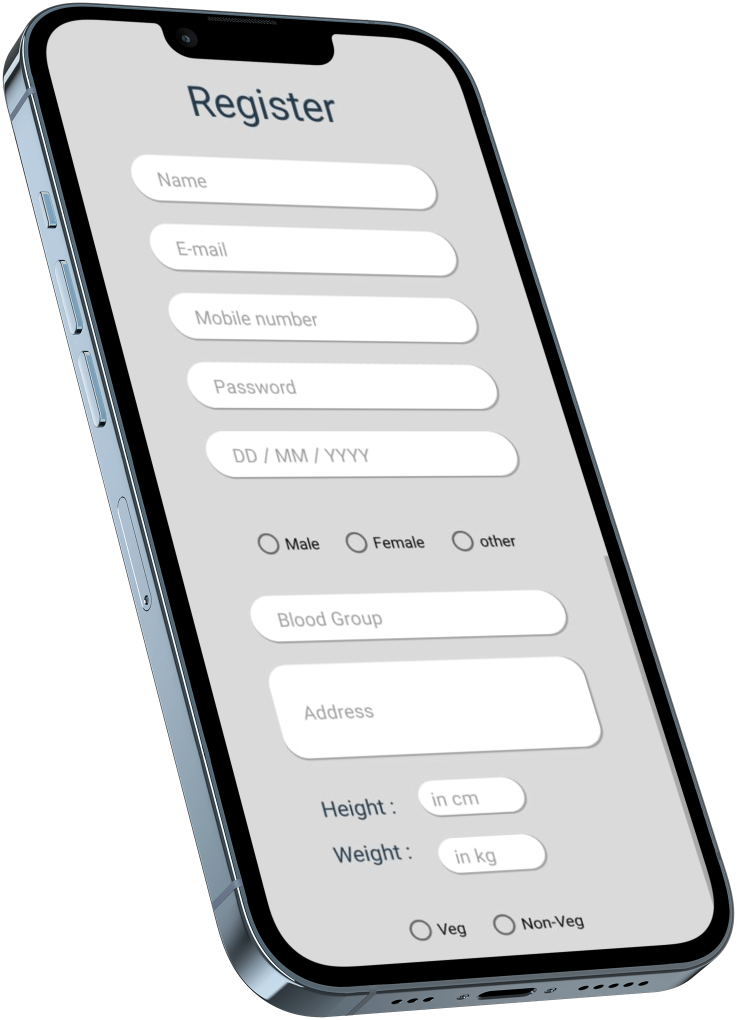 Register
Name
E-mail
Mobile number
Password
DD / MM / YYYY
Male Female other
Blood Group
Address
Height : in cm
Weight : in kg
Veg Non-Veg